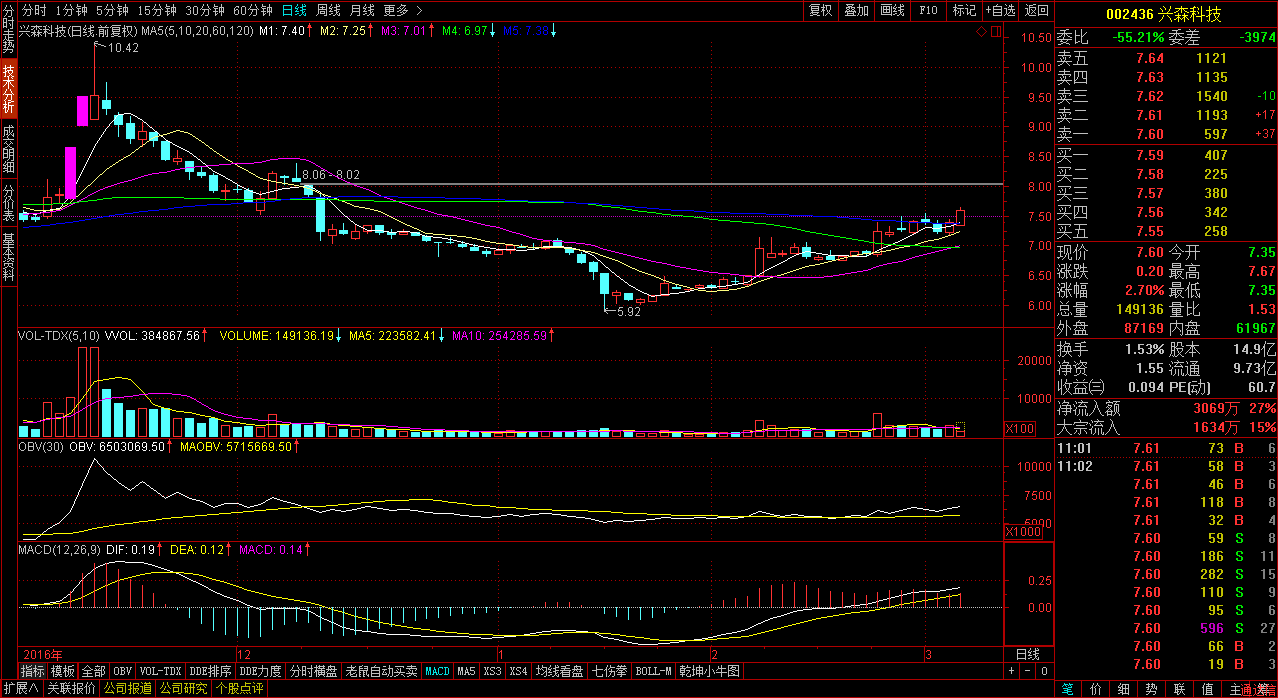 分时 1分钟 5分钟 15分钟 30分钟 60分钟 日线 周线 月线 更多 > 复权 叠加 画线 F10 标记 +自选 返回
分时走势
技术分析
成交明细
分价表
基本资料
兴森科技(日线.前复权) MA5(5,10,20,60,120) M1: 7.40↑ M2: 7.25↑ M3: 7.01↑ M4: 6.97↓ M5: 7.38↓
10.42
8.06 - 8.02
5.92
10.50
10.00
9.50
9.00
8.50
8.00
7.50
7.00
6.50
6.00
VOL-TDX(5,10) VVOL: 384867.56↑ VOLUME: 149136.19↓ MA5: 223582.41↓ MA10: 254285.59↑
20000
10000
X100
OBV(30) OBV: 6503069.50↑ MAOBV: 5715669.50↑
10000
7500
5000
X1000
MACD(12,26,9) DIF: 0.19↑ DEA: 0.12↑ MACD: 0.14↑
0.25
0.00
2016年 12 1 2 3 日线
指标 模板 全部 OBV VOL-TDX DDE排序 DDE力度 分时横盘 老鼠自动买卖 MACD MA5 XS3 XS4 均线看盘 七伤拳 BOLL-M 乾坤小牛图 + - 0
扩展∧ 关联报价 公司报道 公司研究 个股点评
002436 兴森科技
委比 -55.21% 委差 -3974
卖五 7.64 1121
卖四 7.63 1135
卖三 7.62 1540 -10
卖二 7.61 1193 +17
卖一 7.60 597 +37
买一 7.59 407
买二 7.58 225
买三 7.57 380
买四 7.56 342
买五 7.55 258
现价 7.60 今开 7.35
涨跌 0.20 最高 7.67
涨幅 2.70% 最低 7.35
总量 149136 量比 1.53
外盘 87169 内盘 61967
换手 1.53% 股本 14.9亿
净资 1.55 流通 9.73亿
收益㈢ 0.094 PE(动) 60.7
净流入额 3069万 27%
大宗流入 1634万 15%
11:01 7.61 73 B 6
11:02 7.61 58 B 3
7.61 46 B 6
7.61 118 B 8
7.61 32 B 4
7.60 59 S 8
7.60 186 S 11
7.60 282 S 15
7.60 110 S 9
7.60 95 S 6
7.60 596 S 27
7.60 66 B 2
7.60 19 B 3
笔 价 细 势 联 值 主